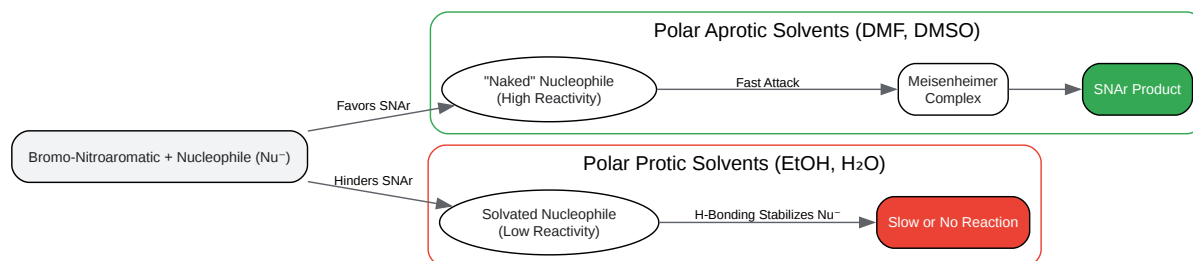 Polar Aprotic Solvents (DMF, DMSO)
"Naked" Nucleophile
(High Reactivity)
Fast Attack
Meisenheimer
Complex
SNAr Product
Favors SNAr
Bromo-Nitroaromatic + Nucleophile (Nu⁻)
Hinders SNAr
Polar Protic Solvents (EtOH, H₂O)
Solvated Nucleophile
(Low Reactivity)
H-Bonding Stabilizes Nu⁻
Slow or No Reaction